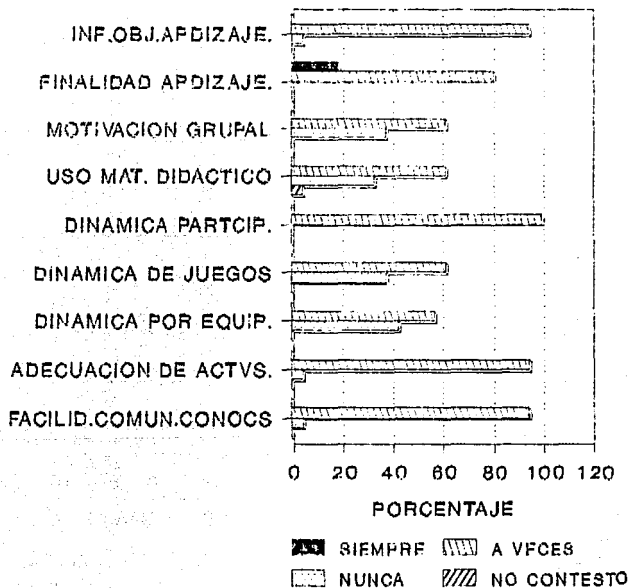 INF.OBJ.APDIZAJE.
FINALIDAD APDIZAJE.
MOTIVACION GRUPAL
USO MAT. DIDACTICO
DINAMICA PARTCIP.
DINAMICA DE JUEGOS
DINAMICA POR EQUIP.
ADECUACION DE ACTVS.
FACILID.COMUN.CONOCS
0 20 40 60 80 100 120
PORCENTAJE
SIEMPRE A VECES
NUNCA NO CONTESTO